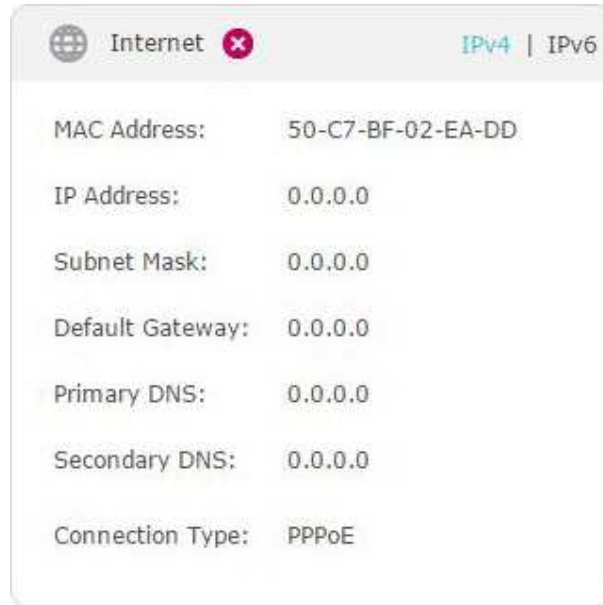 Internet IPv4 | IPv6
MAC Address: 50-C7-BF-02-EA-DD
IP Address: 0.0.0.0
Subnet Mask: 0.0.0.0
Default Gateway: 0.0.0.0
Primary DNS: 0.0.0.0
Secondary DNS: 0.0.0.0
Connection Type: PPPoE